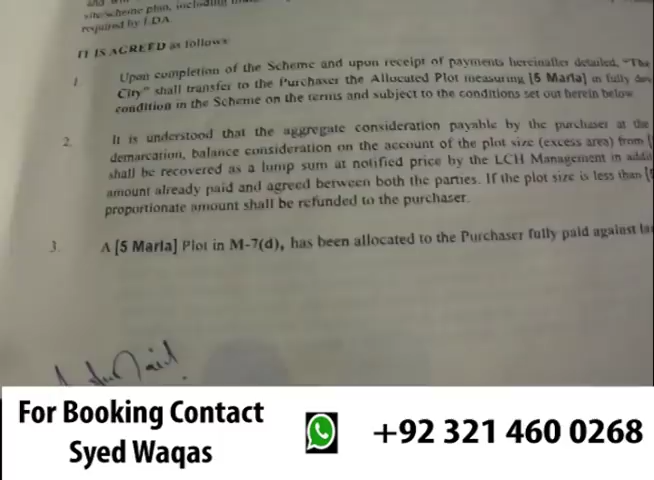 site/scheme plan, including
required by LDA.
IT IS AGREED as follows
1. Upon completion of the Scheme and upon receipt of payments hereinafter detailed, "The
City" shall transfer to the Purchaser the Allocated Plot measuring [5 Marla] in fully
condition in the Scheme on the terms and subject to the conditions set out herein below
2. It is understood that the aggregate consideration payable by the purchaser at the
demarcation, balance consideration on the account of the plot size (excess area) from
shall be recovered as a lump sum at notified price by the LCH Management in
amount already paid and agreed between both the parties. If the plot size is less than
proportionate amount shall be refunded to the purchaser.
3. A [5 Marla] Plot in M-7(d), has been allocated to the Purchaser fully paid against
For Booking Contact
Syed Waqas
+92 321 460 0268